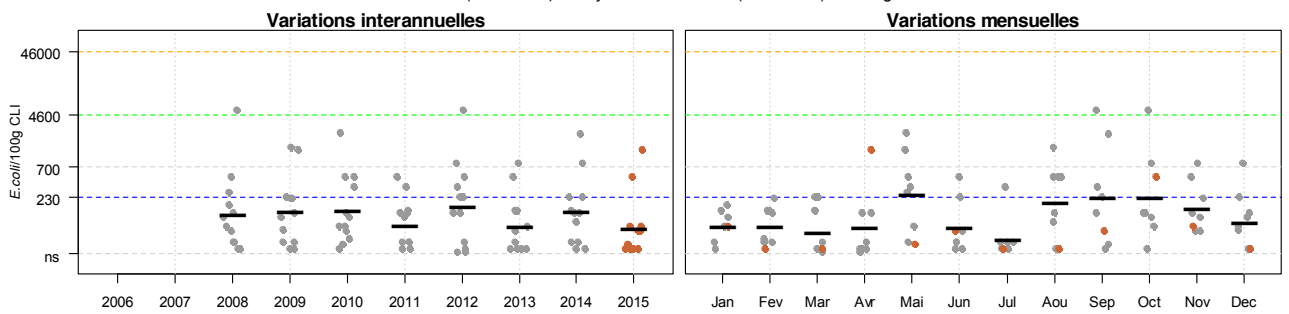 Variations interannuelles
Variations mensuelles
E.coli/100g CLI
46000
4600
700
230
ns
2006 2007 2008 2009 2010 2011 2012 2013 2014 2015
Jan Fev Mar Avr Mai Jun Jul Aou Sep Oct Nov Dec